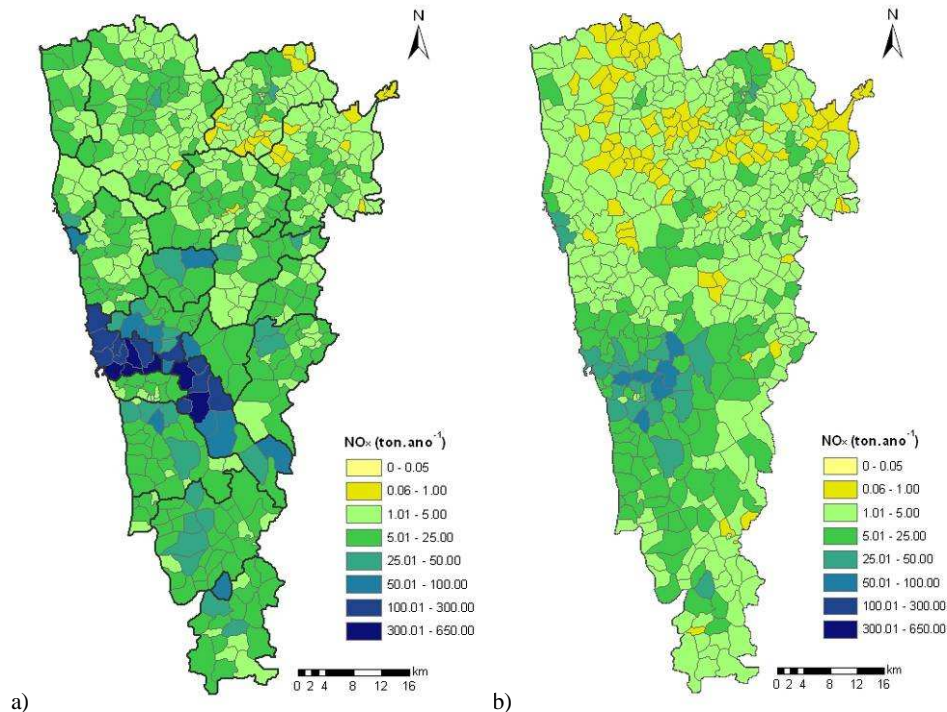 N
NOx (ton.ano⁻¹)
0 - 0.05
0.06 - 1.00
1.01 - 5.00
5.01 - 25.00
25.01 - 50.00
50.01 - 100.00
100.01 - 300.00
300.01 - 650.00
km
0 2 4 8 12 16
a)
N
NOx (ton.ano⁻¹)
0 - 0.05
0.06 - 1.00
1.01 - 5.00
5.01 - 25.00
25.01 - 50.00
50.01 - 100.00
100.01 - 300.00
300.01 - 650.00
km
0 2 4 8 12 16
b)